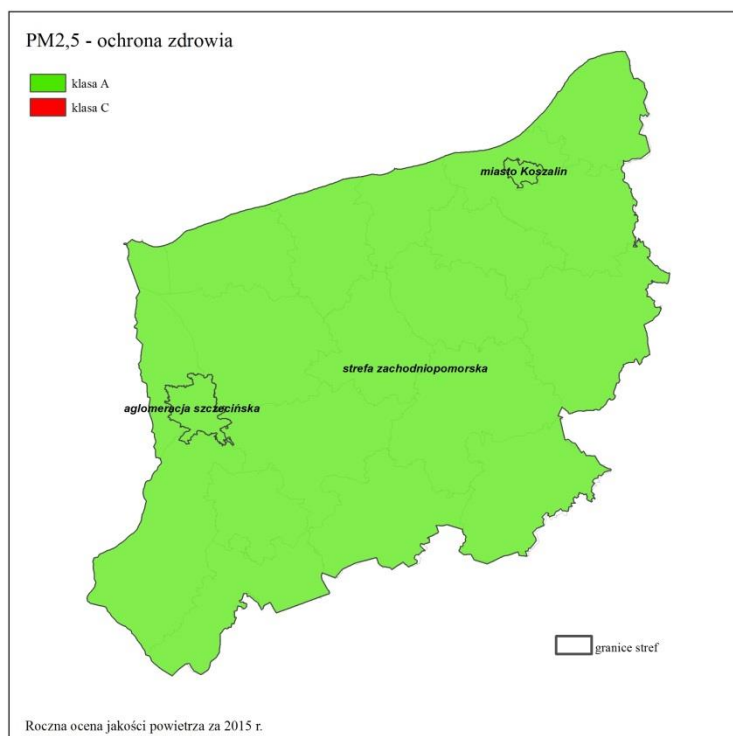 PM2,5 - ochrona zdrowia
klasa A
klasa C
miasto Koszalin
strefa zachodniopomorska
aglomeracja szczecińska
granice stref
Roczna ocena jakości powietrza za 2015 r.